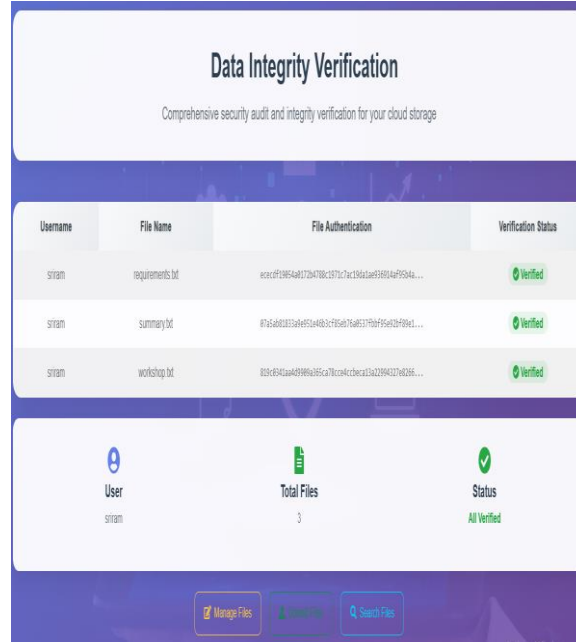 Data Integrity Verification
Comprehensive security audit and integrity verification for your cloud storage
Username File Name File Authentication Verification Status
sriram requirements.txt Verified
sriram summary.txt Verified
sriram workshop.txt Verified
User Total Files Status
sriram 3 All Verified
Manage Files Search Files